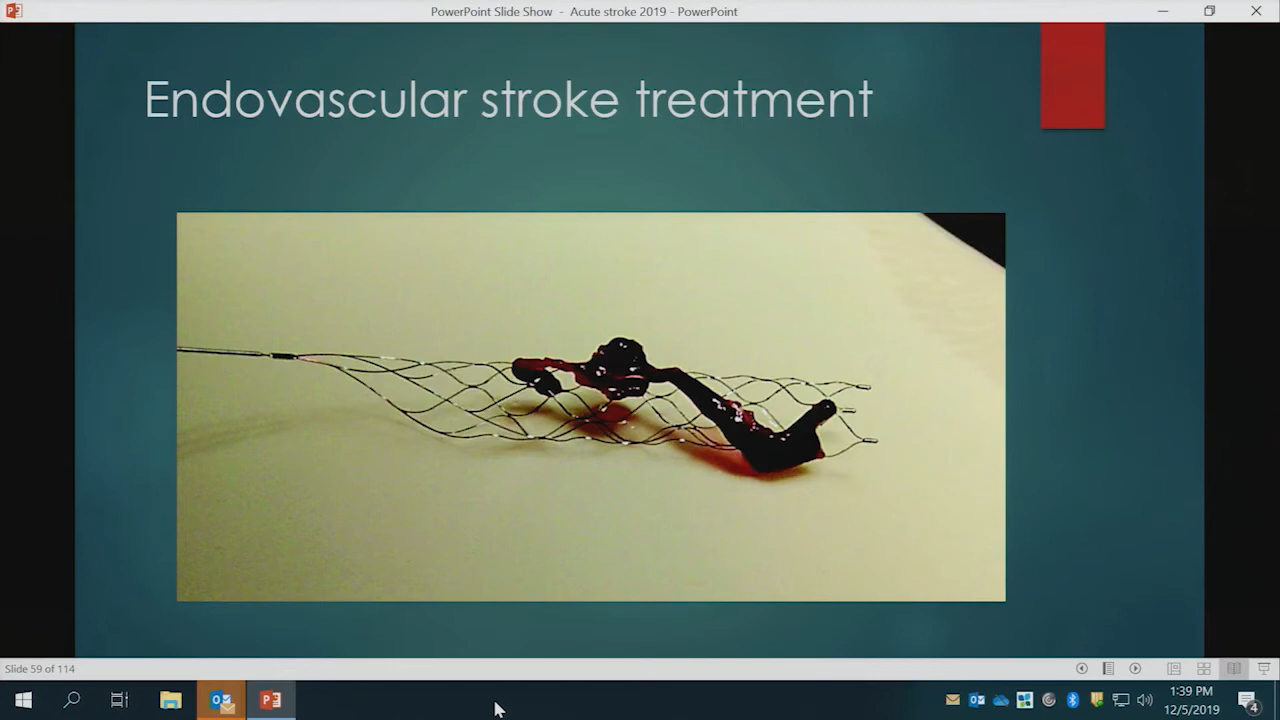 PowerPoint Slide Show - Acute stroke 2019 - PowerPoint
Endovascular stroke treatment
Slide 59 of 114
1:39 PM
12/5/2019
4